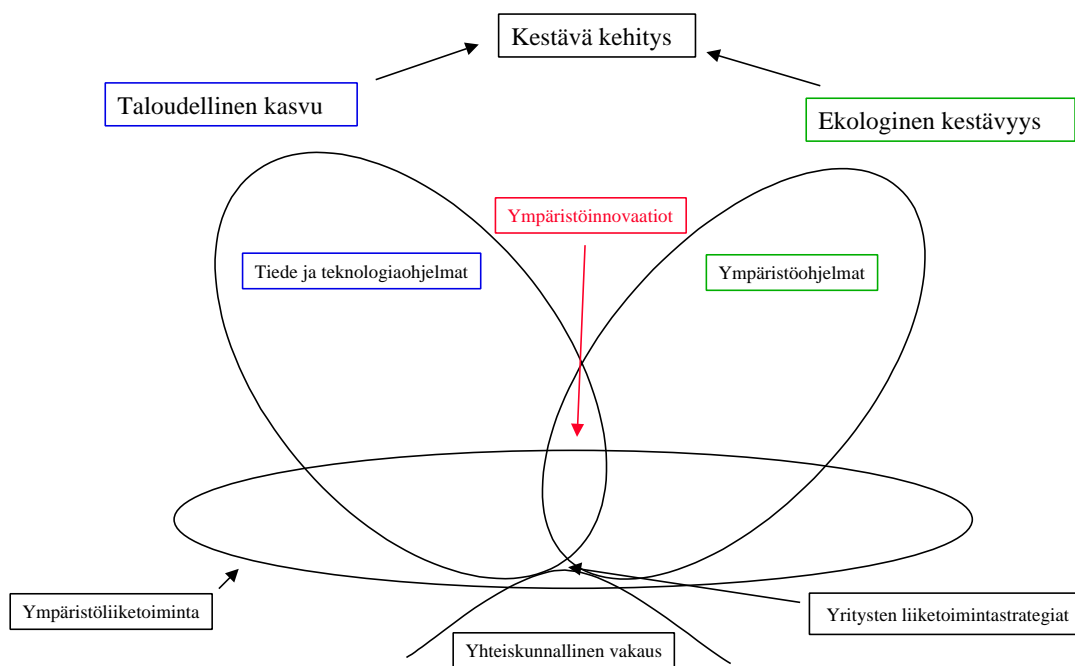 Kestävä kehitys
Taloudellinen kasvu
Ekologinen kestävyys
Ympäristöinnovaatiot
Tiede ja teknologiaohjelmat
Ympäristöohjelmat
Ympäristöliiketoiminta
Yritysten liiketoimintastrategiat
Yhteiskunnallinen vakaus